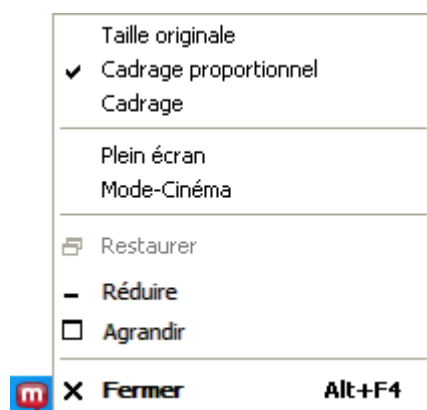 Taille originale
Cadrage proportionnel
Cadrage
Plein écran
Mode-Cinéma
Restaurer
Réduire
Agrandir
m Fermer Alt+F4